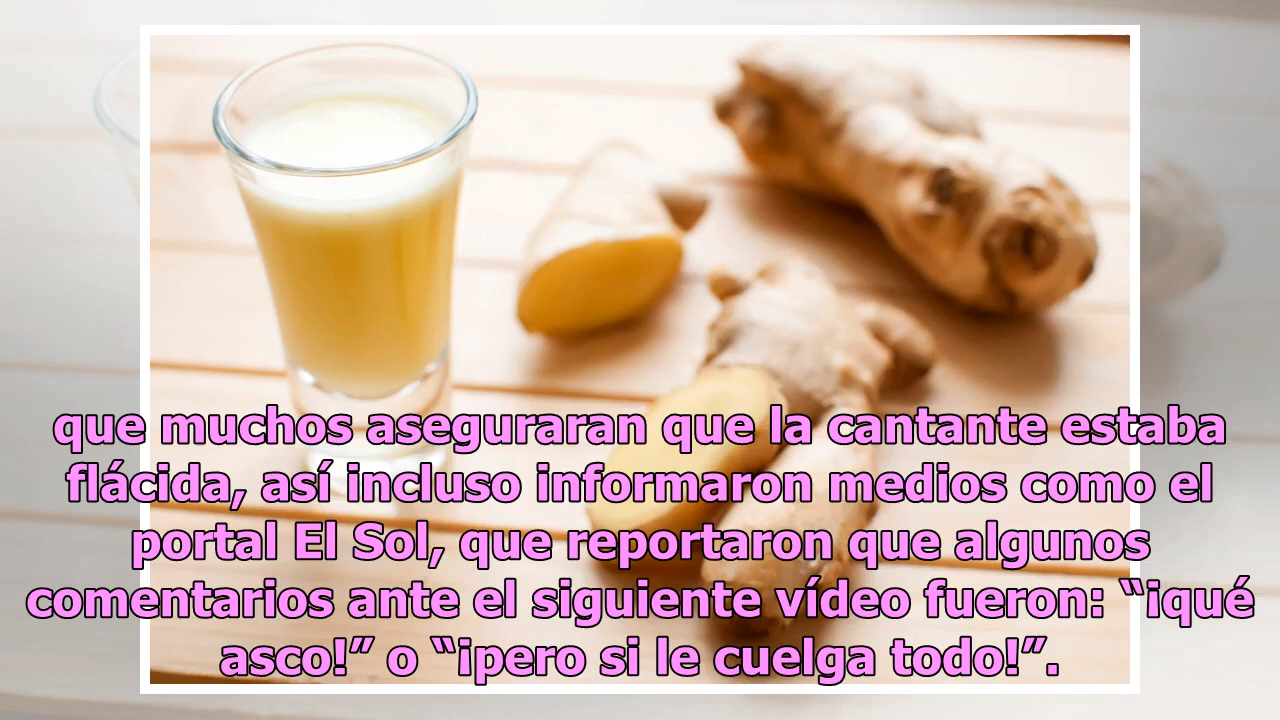 que muchos aseguraran que la cantante estaba
flácida, así incluso informaron medios como el
portal El Sol, que reportaron que algunos
comentarios ante el siguiente vídeo fueron: “¡qué
asco!” o “¡pero si le cuelga todo!”.